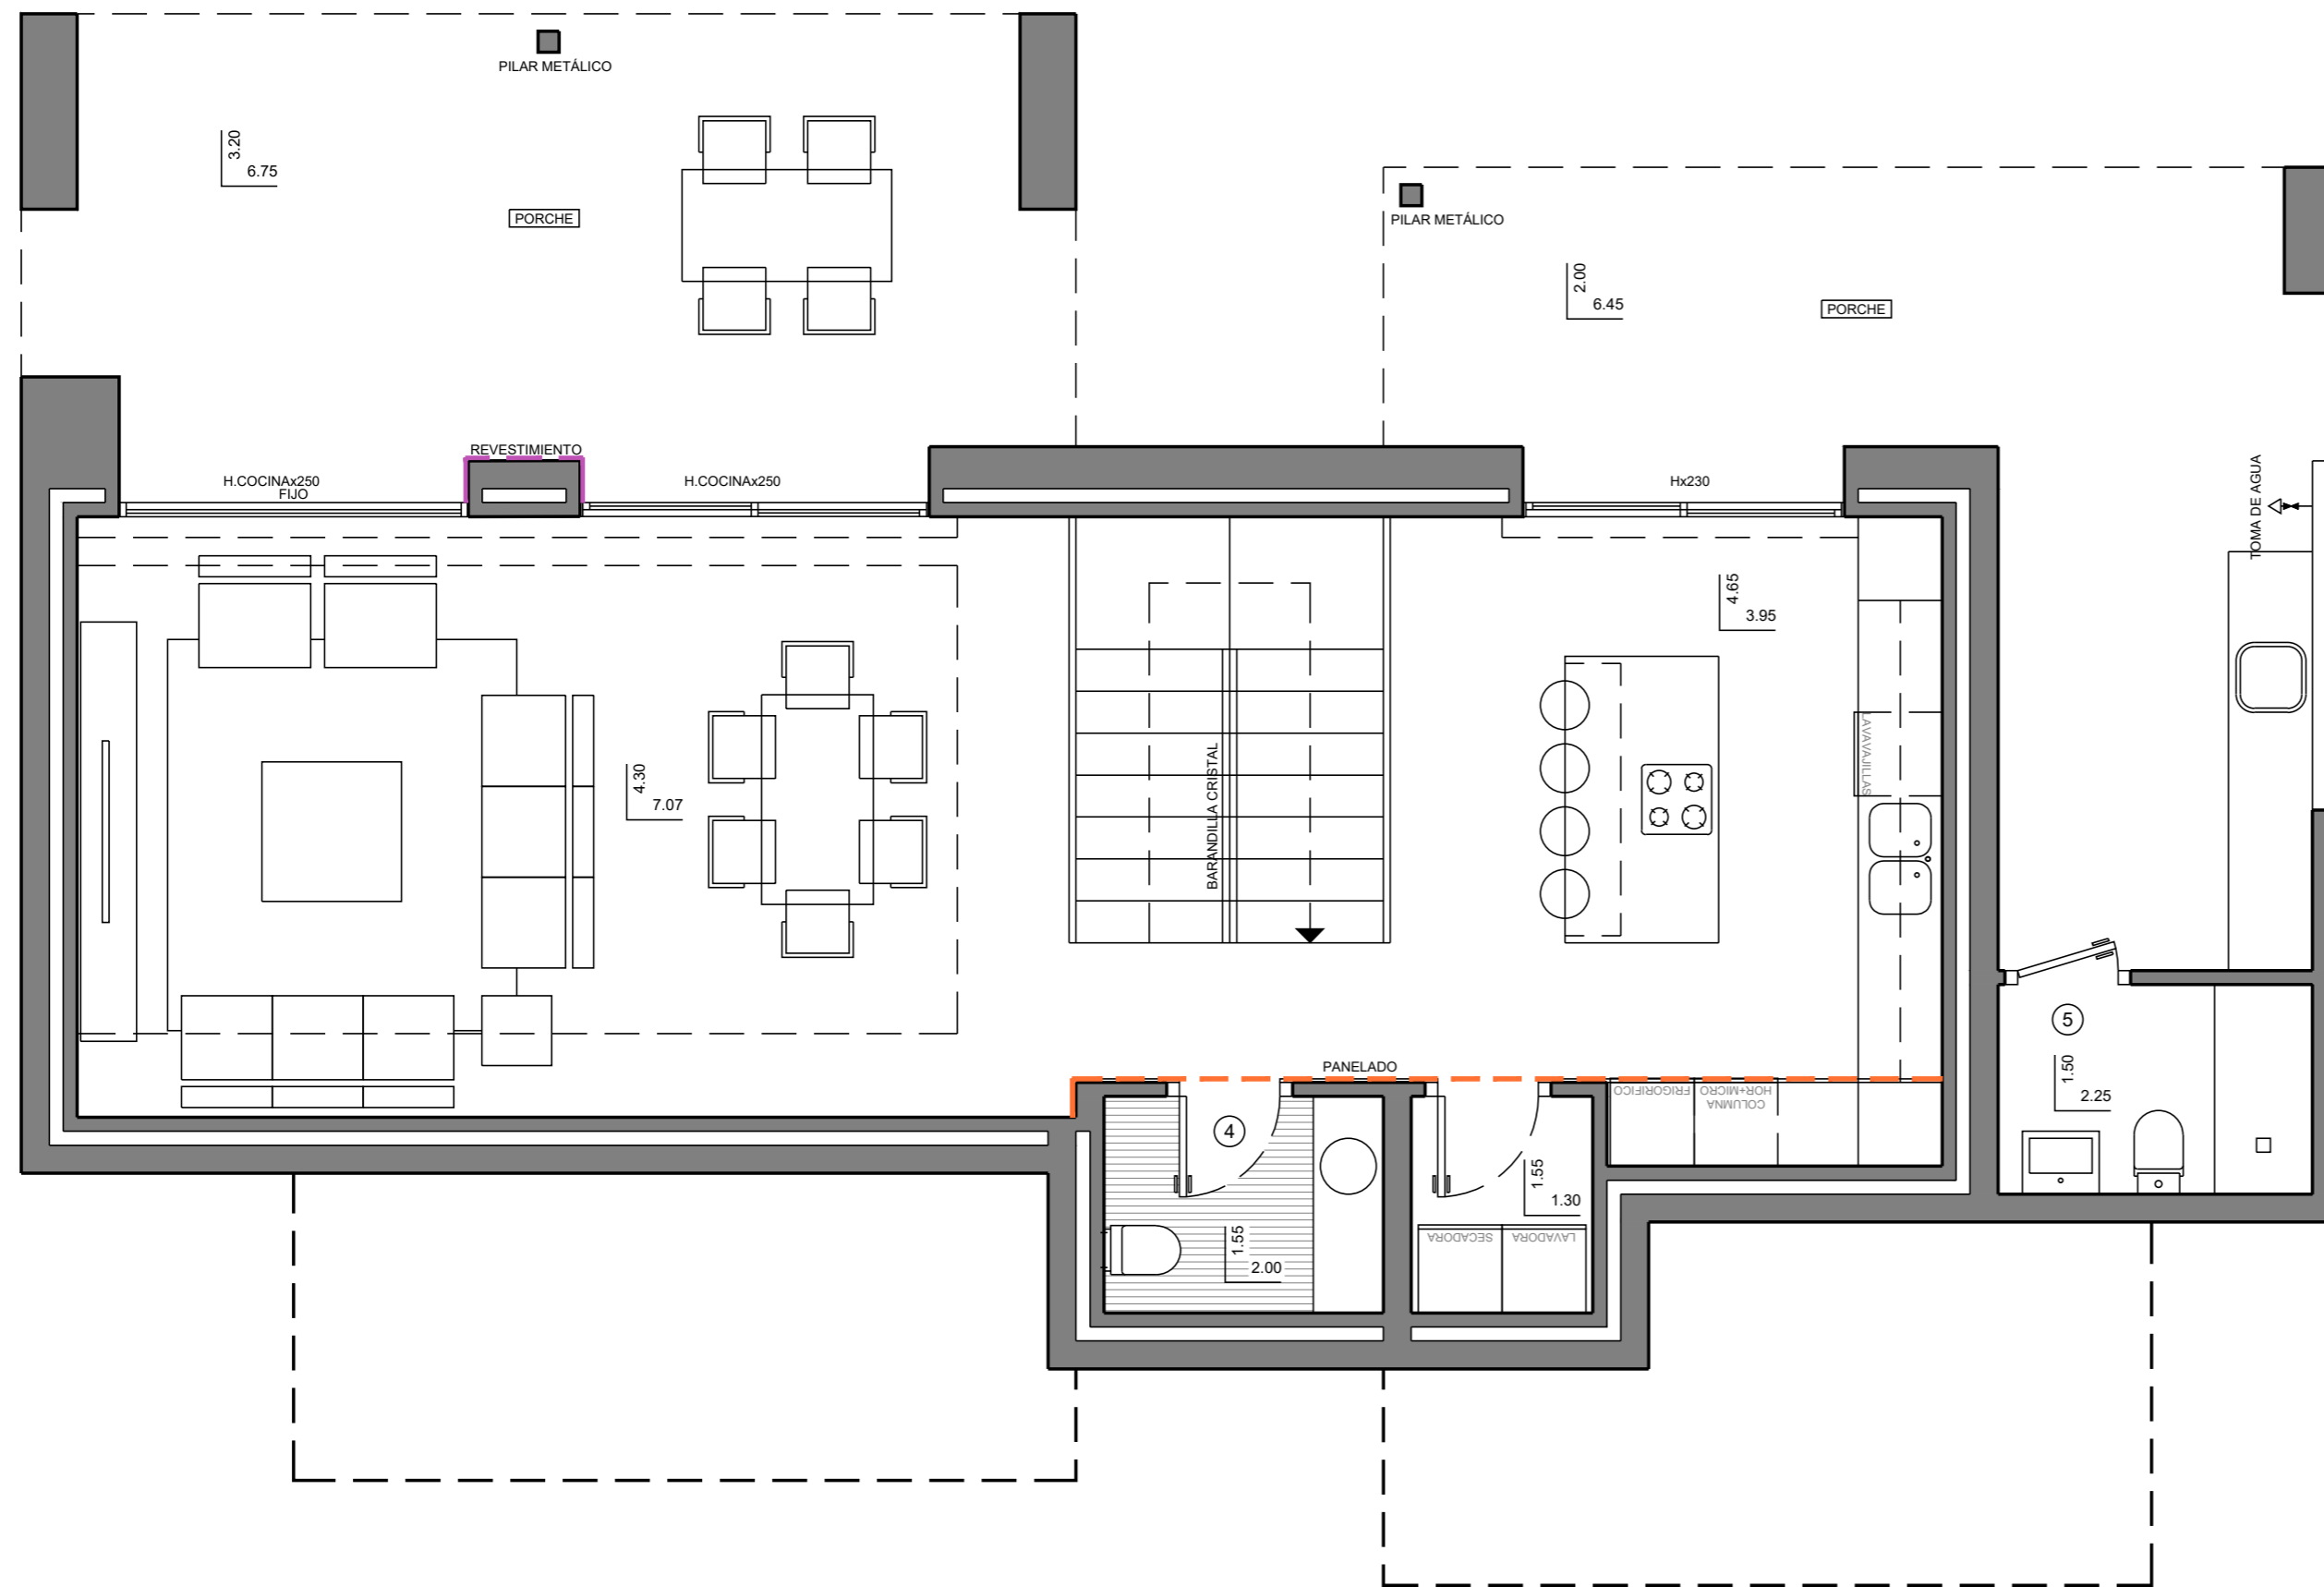 PILAR METÁLICO
3.20
6.75
PORCHE
PILAR METÁLICO
2.00
6.45
PORCHE
REVESTIMIENTO
H.COCINAx250
FIJO
H.COCINAx250
Hx230
TOMA DE AGUA
4.65
3.95
LAVAVAJILLAS
4.30
7.07
BARANDILLA CRISTAL
5
1.50
2.25
PANELADO
FRIGORIFICO
COLUMNA
HOR+MICRO
4
1.55
1.30
1.55
2.00
SECADORA
LAVADORA